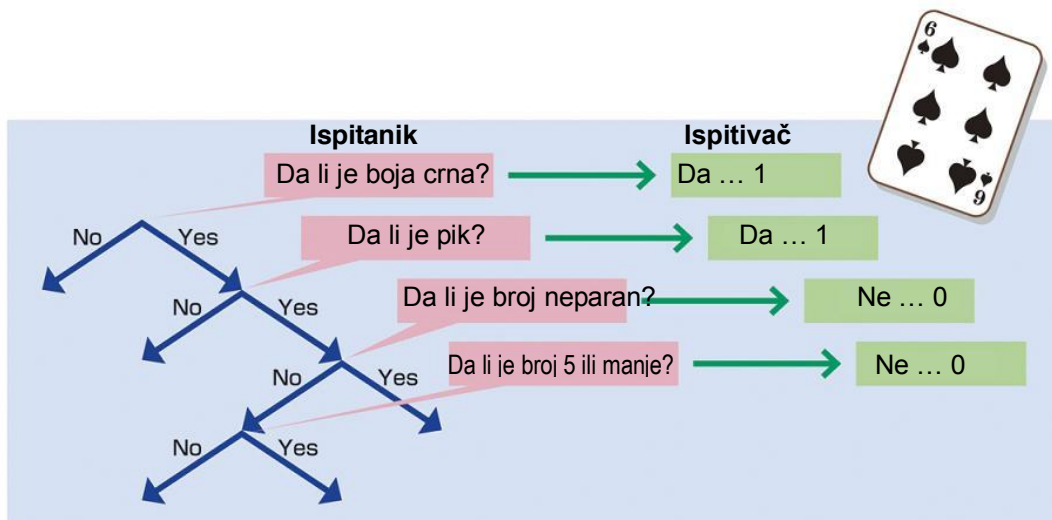 6
Ispitanik Ispitivač
Da li je boja crna? Da … 1
No Yes
Da li je pik? Da … 1
No Yes
Da li je broj neparan? Ne … 0
No Yes
Da li je broj 5 ili manje? Ne … 0
No Yes
6